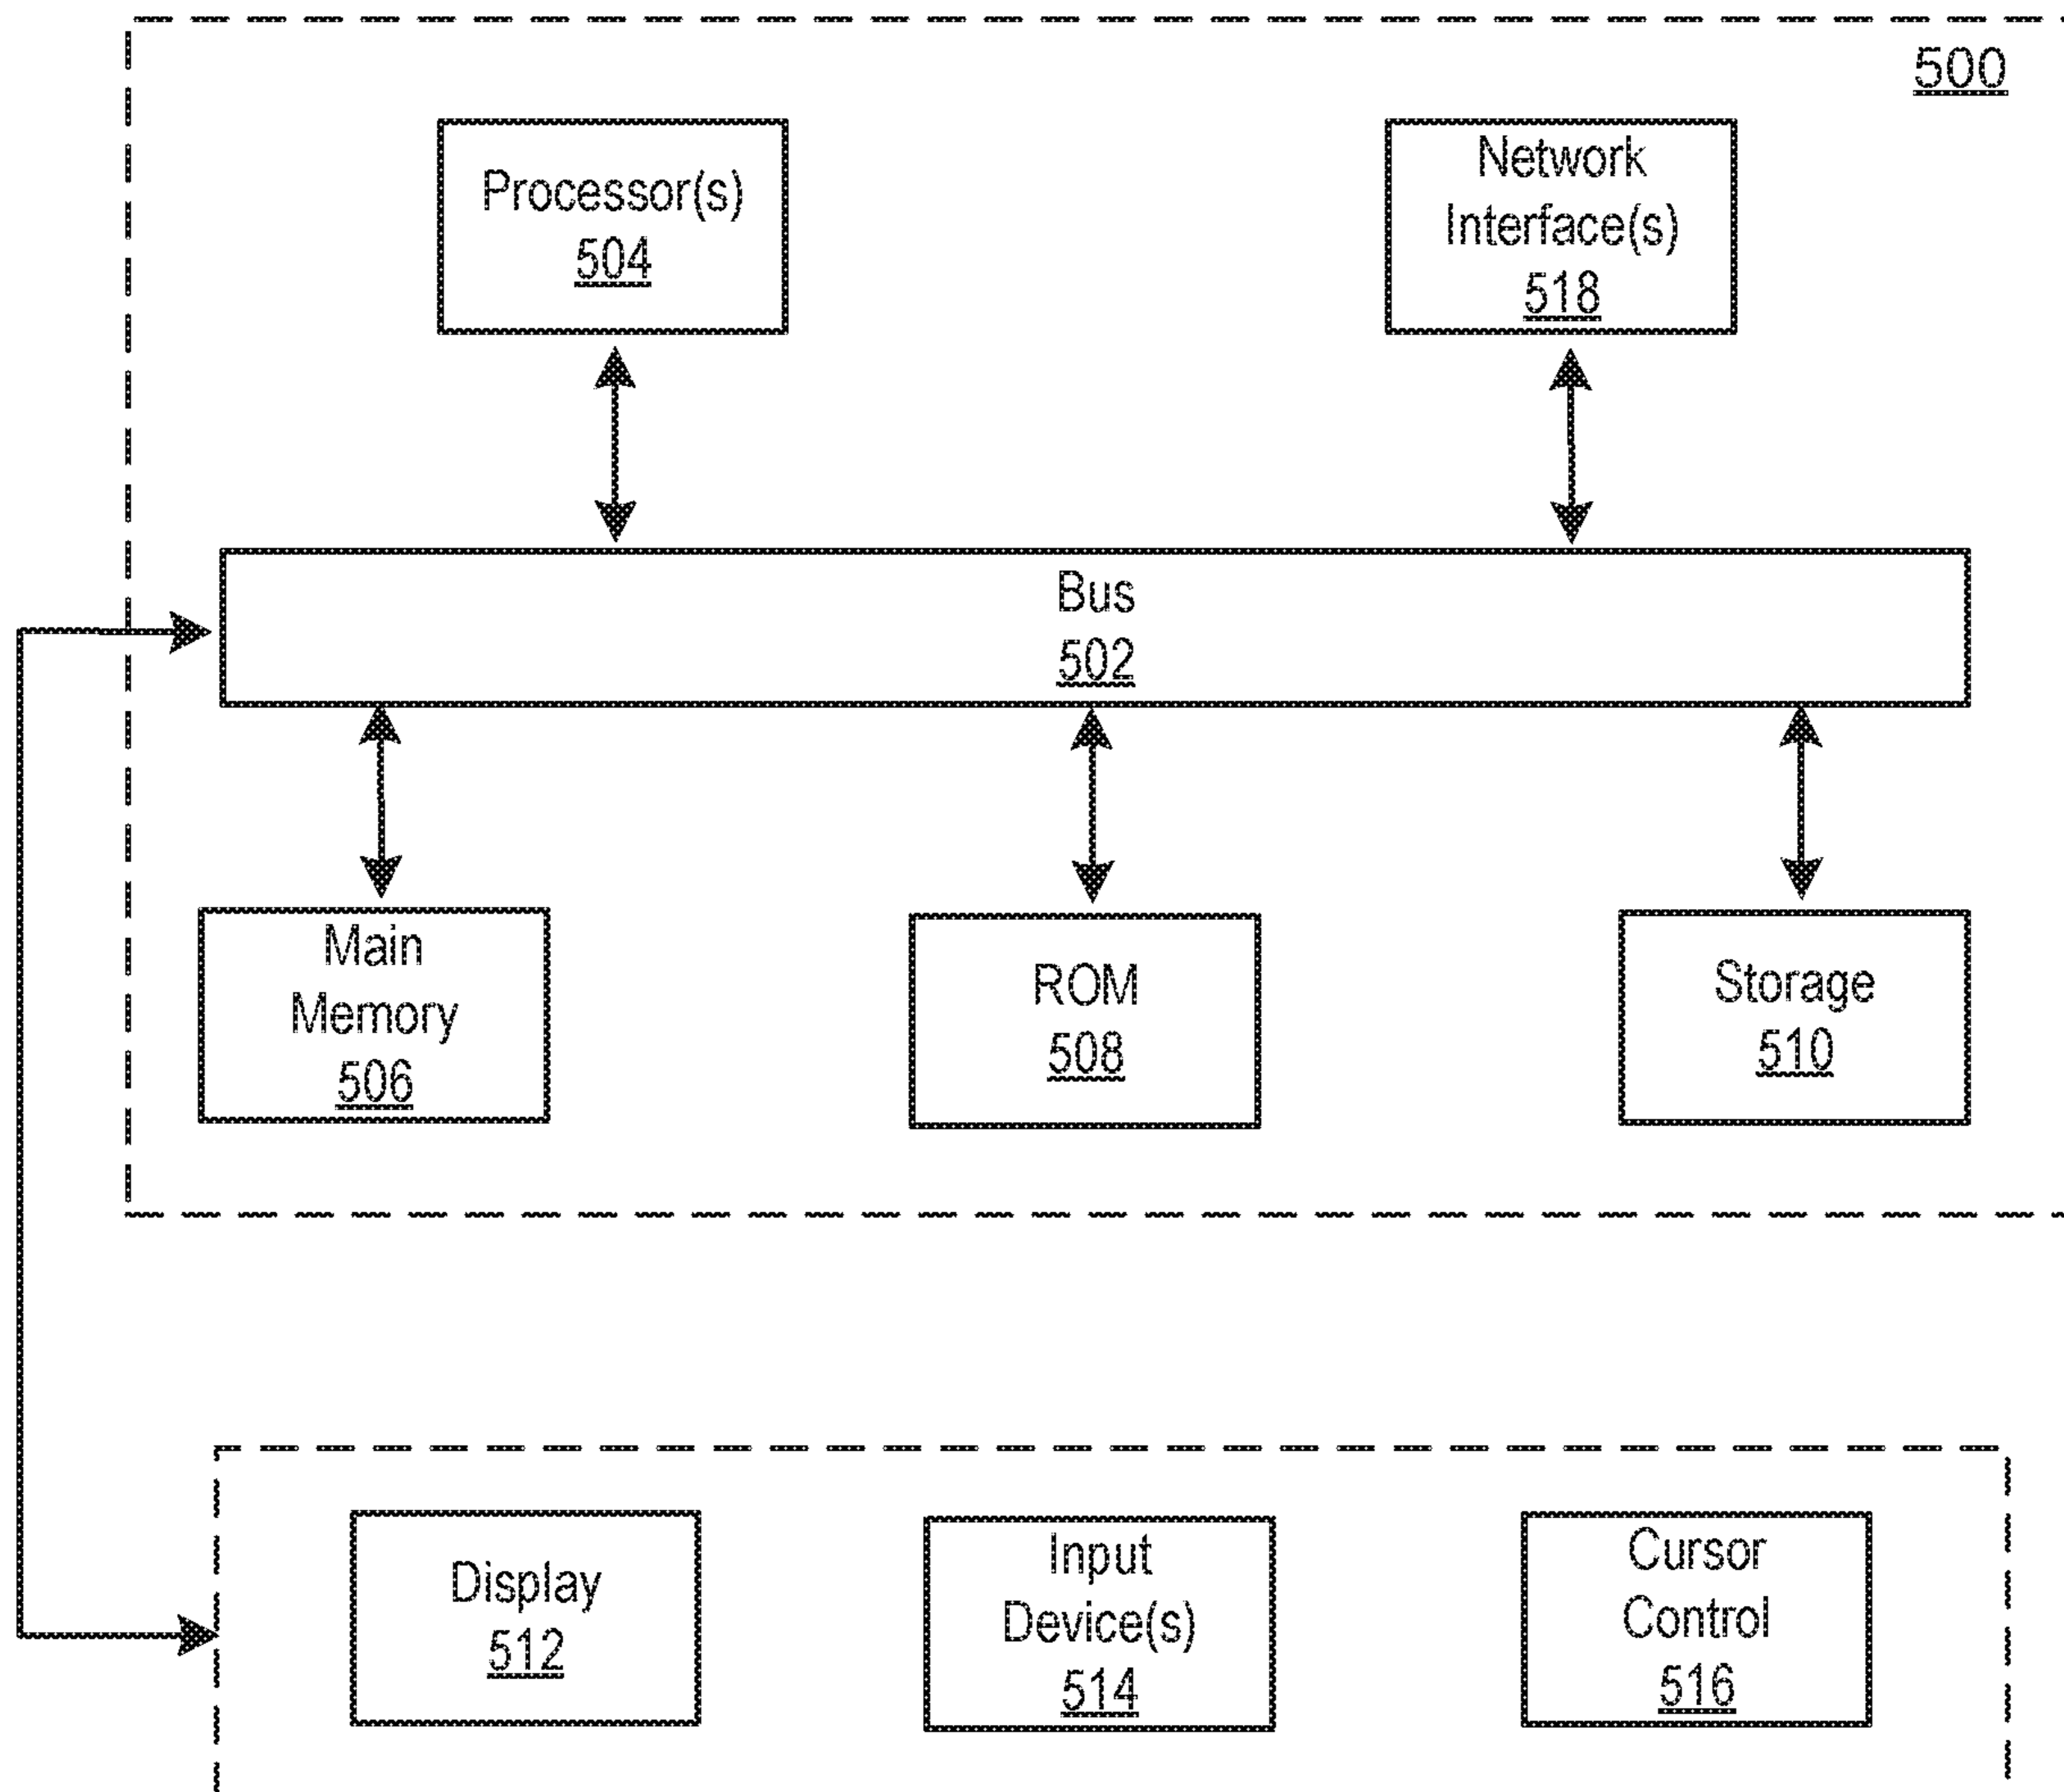 500
Processor(s)
504
Network
Interface(s)
518
Bus
502
Main
Memory
506
ROM
508
Storage
510
Display
512
Input
Device(s)
514
Cursor
Control
516